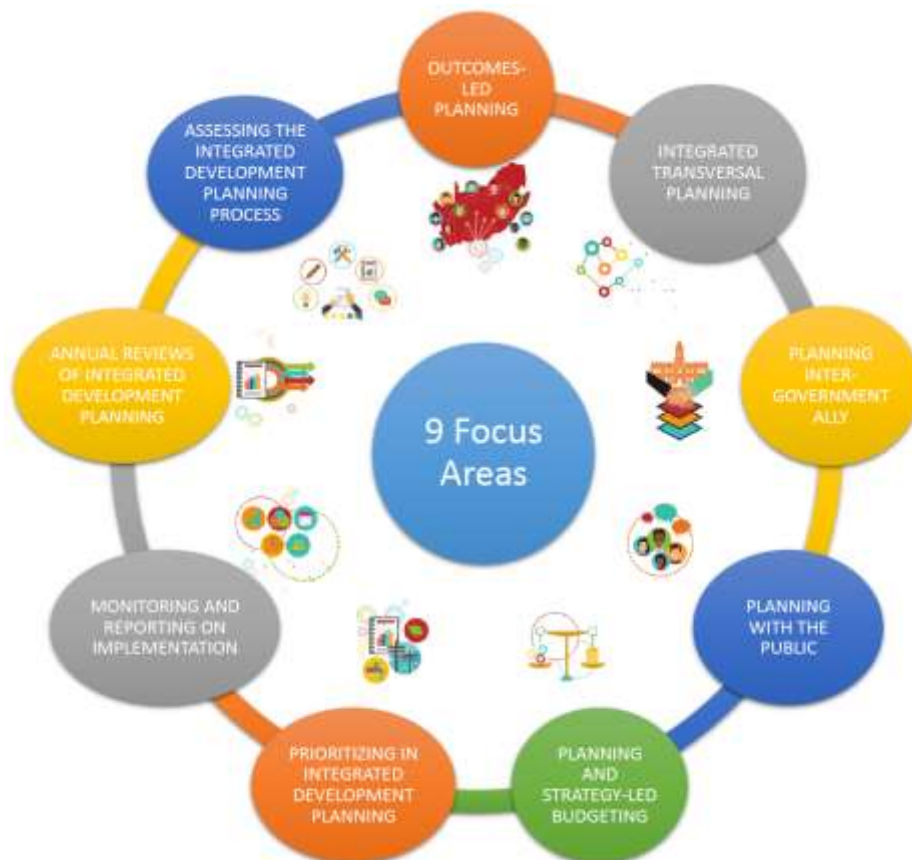 OUTCOMES-
LED
PLANNING
INTEGRATED
TRANSVERSAL
PLANNING
PLANNING
INTER-
GOVERNMENT
ALLY
PLANNING
WITH THE
PUBLIC
PLANNING
AND
STRATEGY-LED
BUDGETING
PRIORITIZING IN
INTEGRATED
DEVELOPMENT
PLANNING
MONITORING AND
REPORTING ON
IMPLEMENTATION
ANNUAL REVIEWS
OF INTEGRATED
DEVELOPMENT
PLANNING
ASSESSING THE
INTEGRATED
DEVELOPMENT
PLANNING
PROCESS
9 Focus
Areas